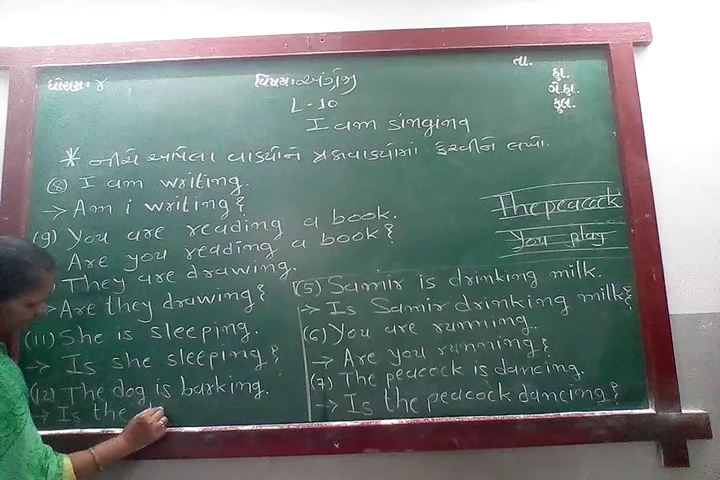 ધોરણ: ૪
વિષય: અંગ્રેજી
તા.
કુ.
ગે.હા.
કુલ.
L-10
I am singing
* નીચે આપેલા વાકયોને પ્રશ્નવાકયોમાં ફેરવીને લખો.
(8) I am writing.
→ Am i writing?
(9) You are reading a book.
Are you reading a book?
They are drawing.
→ Are they drawing?
(11) She is sleeping.
→ Is she sleeping?
(12) The dog is barking.
→ Is the
The peacock
You play
(5) Samir is drinking milk.
→ Is Samir drinking milk?
(6) You are running.
→ Are you running?
(7) The peacock is dancing.
→ Is the peacock dancing?